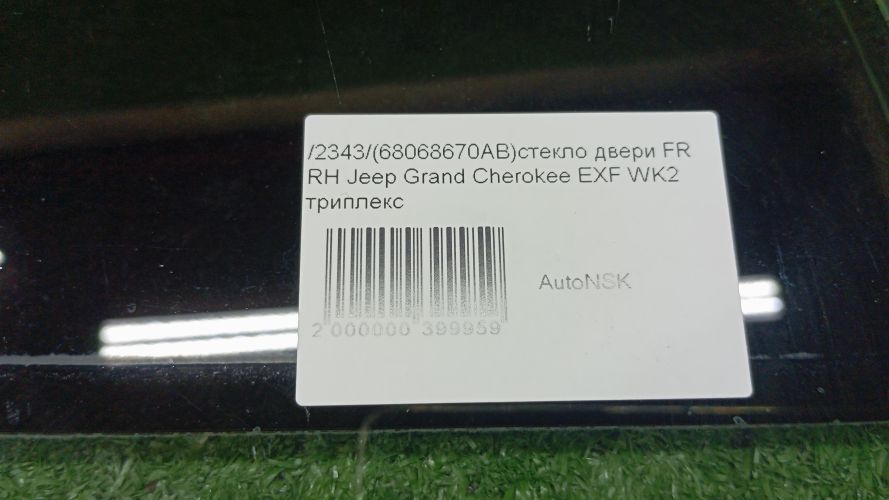 /2343/(68068670AB)стекло двери FR
RH Jeep Grand Cherokee EXF WK2
триплекс
AutoNSK
2 000000 399959